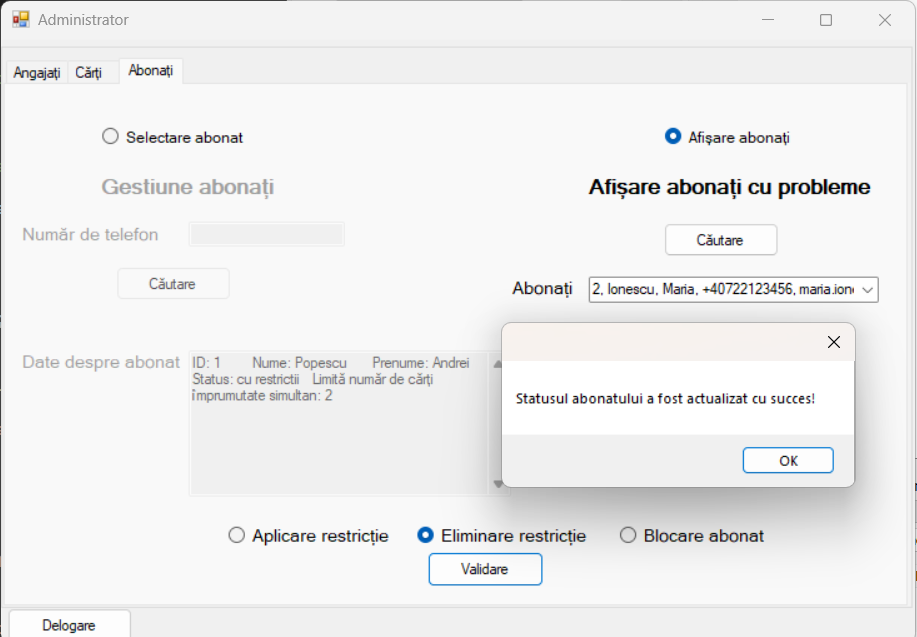 Administrator
Angajați Cărți Abonați
Selectare abonat
Afișare abonați
Gestiune abonați
Afișare abonați cu probleme
Număr de telefon
Căutare
Căutare
Abonați 2, Ionescu, Maria, +40722123456, maria.ion
Date despre abonat
ID: 1 Nume: Popescu Prenume: Andrei
Status: cu restrictii Limită număr de cărți
împrumutate simultan: 2
Statusul abonatului a fost actualizat cu succes!
OK
Aplicare restricție Eliminare restricție Blocare abonat
Validare
Delogare